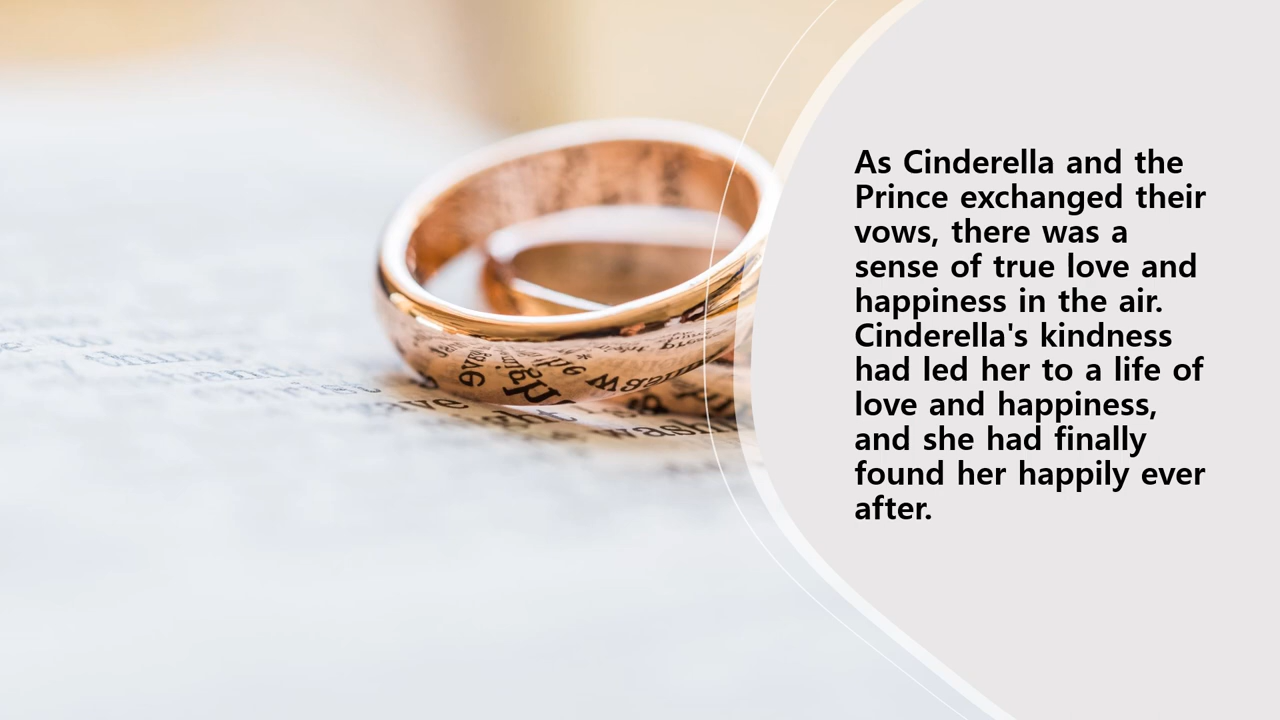 As Cinderella and the
Prince exchanged their
vows, there was a
sense of true love and
happiness in the air.
Cinderella's kindness
had led her to a life of
love and happiness,
and she had finally
found her happily ever
after.